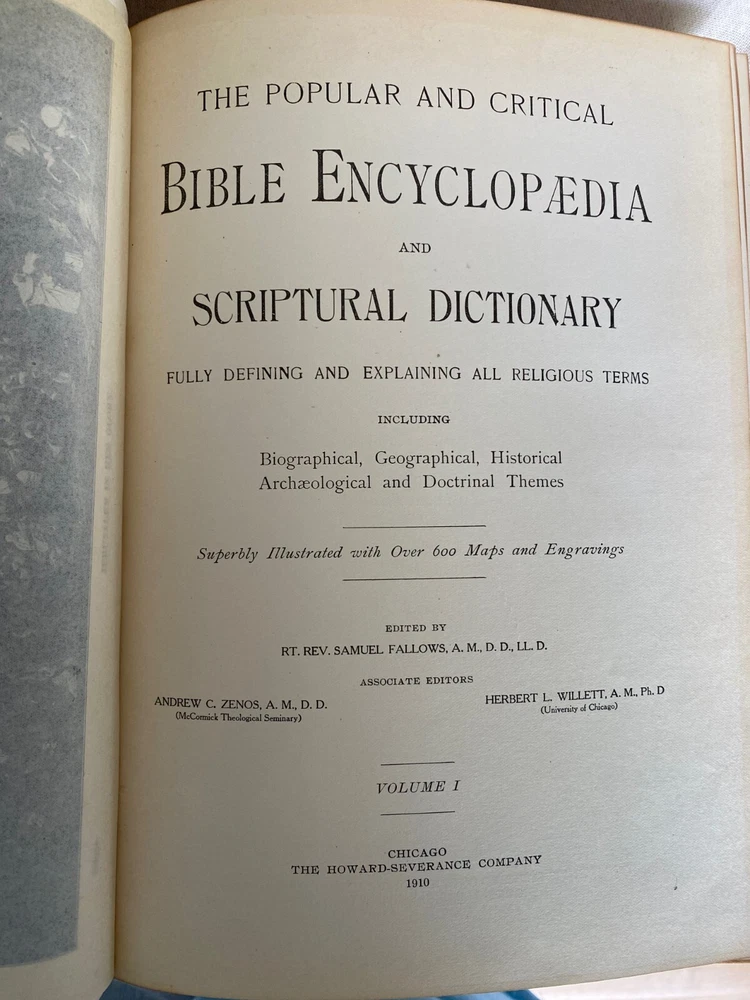 THE POPULAR AND CRITICAL
BIBLE ENCYCLOPÆDIA
AND
SCRIPTURAL DICTIONARY
FULLY DEFINING AND EXPLAINING ALL RELIGIOUS TERMS
INCLUDING
Biographical, Geographical, Historical
Archæological and Doctrinal Themes
Superbly Illustrated with Over 600 Maps and Engravings
EDITED BY
RT. REV. SAMUEL FALLOWS, A. M., D. D., LL. D.
ASSOCIATE EDITORS
ANDREW C. ZENOS, A. M., D. D.
(McCormick Theological Seminary)
HERBERT L. WILLETT, A. M., Ph. D
(University of Chicago)
VOLUME I
CHICAGO
THE HOWARD-SEVERANCE COMPANY
1910